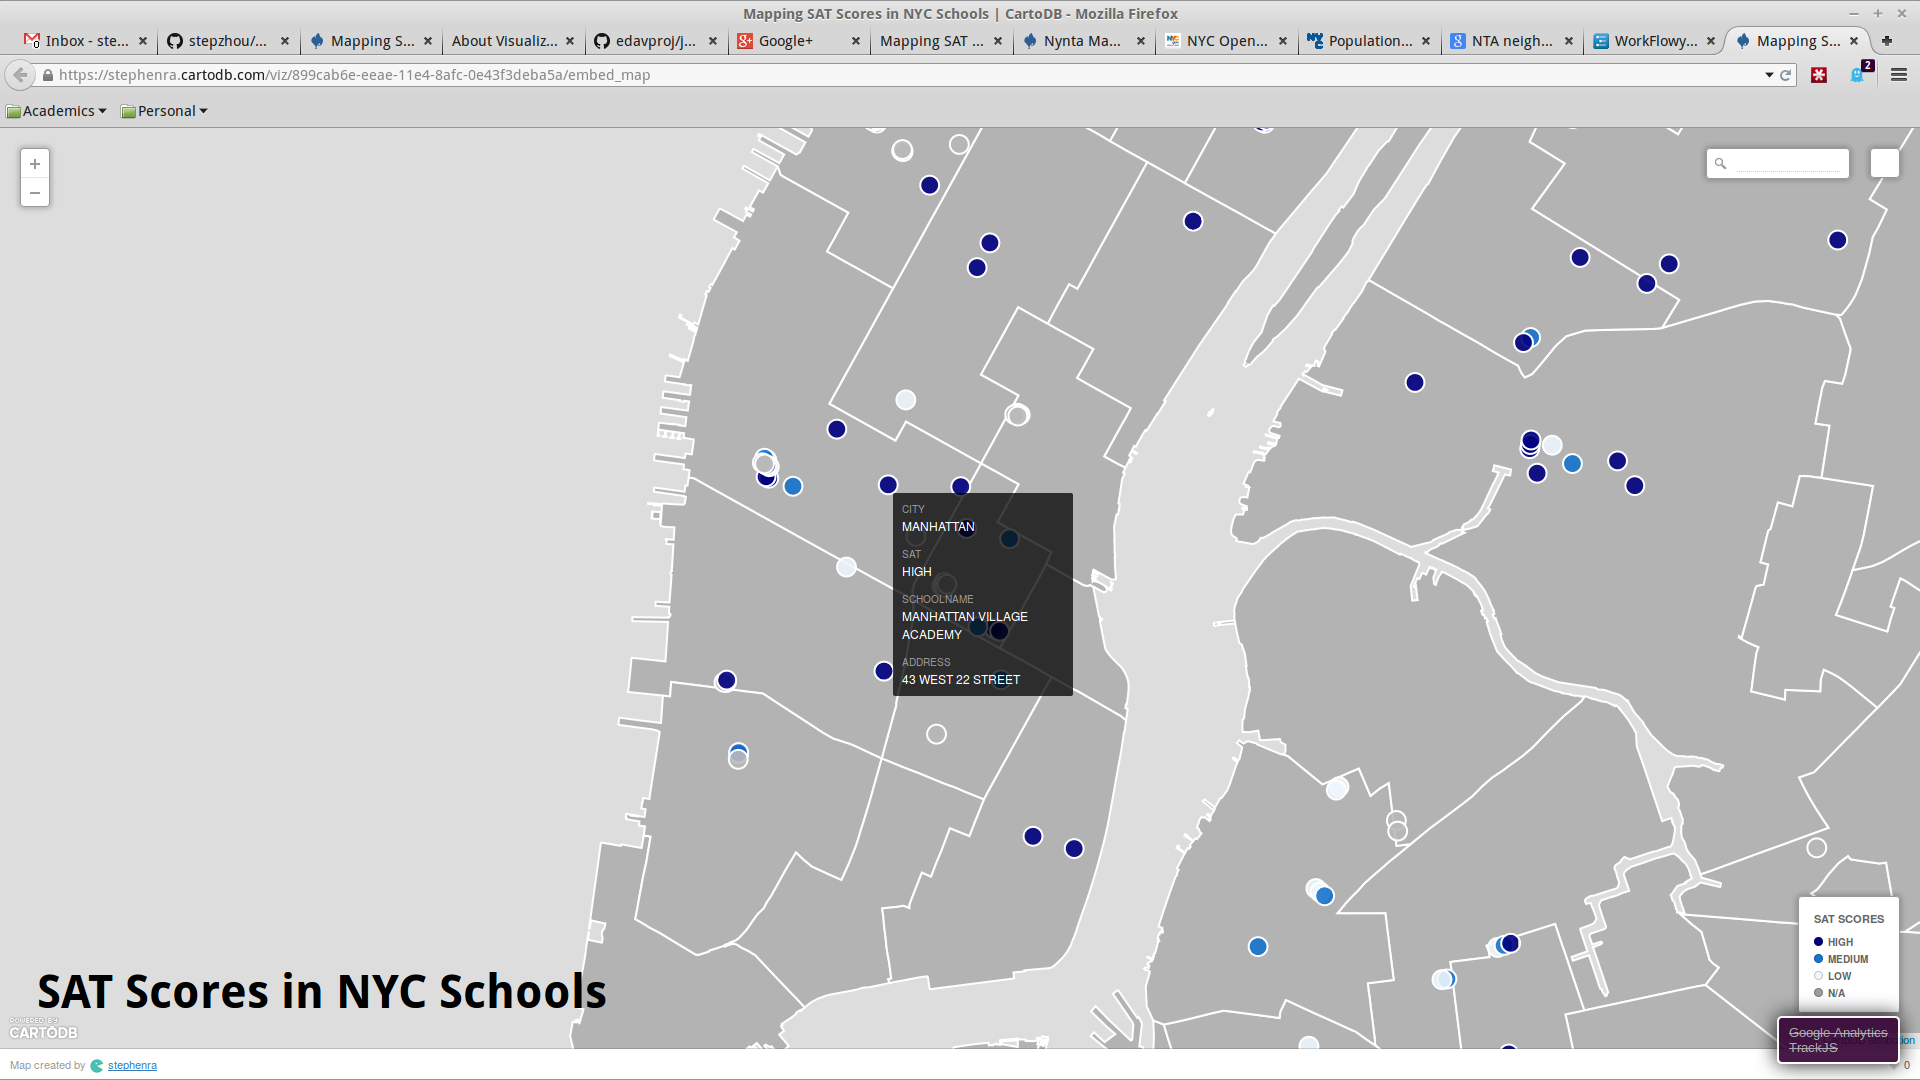 Mapping SAT Scores in NYC Schools | CartoDB - Mozilla Firefox
Inbox - ste...
stepzhou/...
Mapping S...
About Visualiz...
edavproj/j...
Google+
Mapping SAT ...
Nynta Ma...
NYC Open...
Population...
NTA neigh...
WorkFlowy...
Mapping S...
https://stephenra.cartodb.com/viz/899cab6e-eeae-11e4-8afc-0e43f3deba5a/embed_map
2
Academics
Personal
+
−
CITY
MANHATTAN
SAT
HIGH
SCHOOLNAME
MANHATTAN VILLAGE
ACADEMY
ADDRESS
43 WEST 22 STREET
SAT SCORES
HIGH
MEDIUM
LOW
N/A
SAT Scores in NYC Schools
POWERED BY
CARTODB
Google Analytics
TrackJS
Map created by stephenra
0